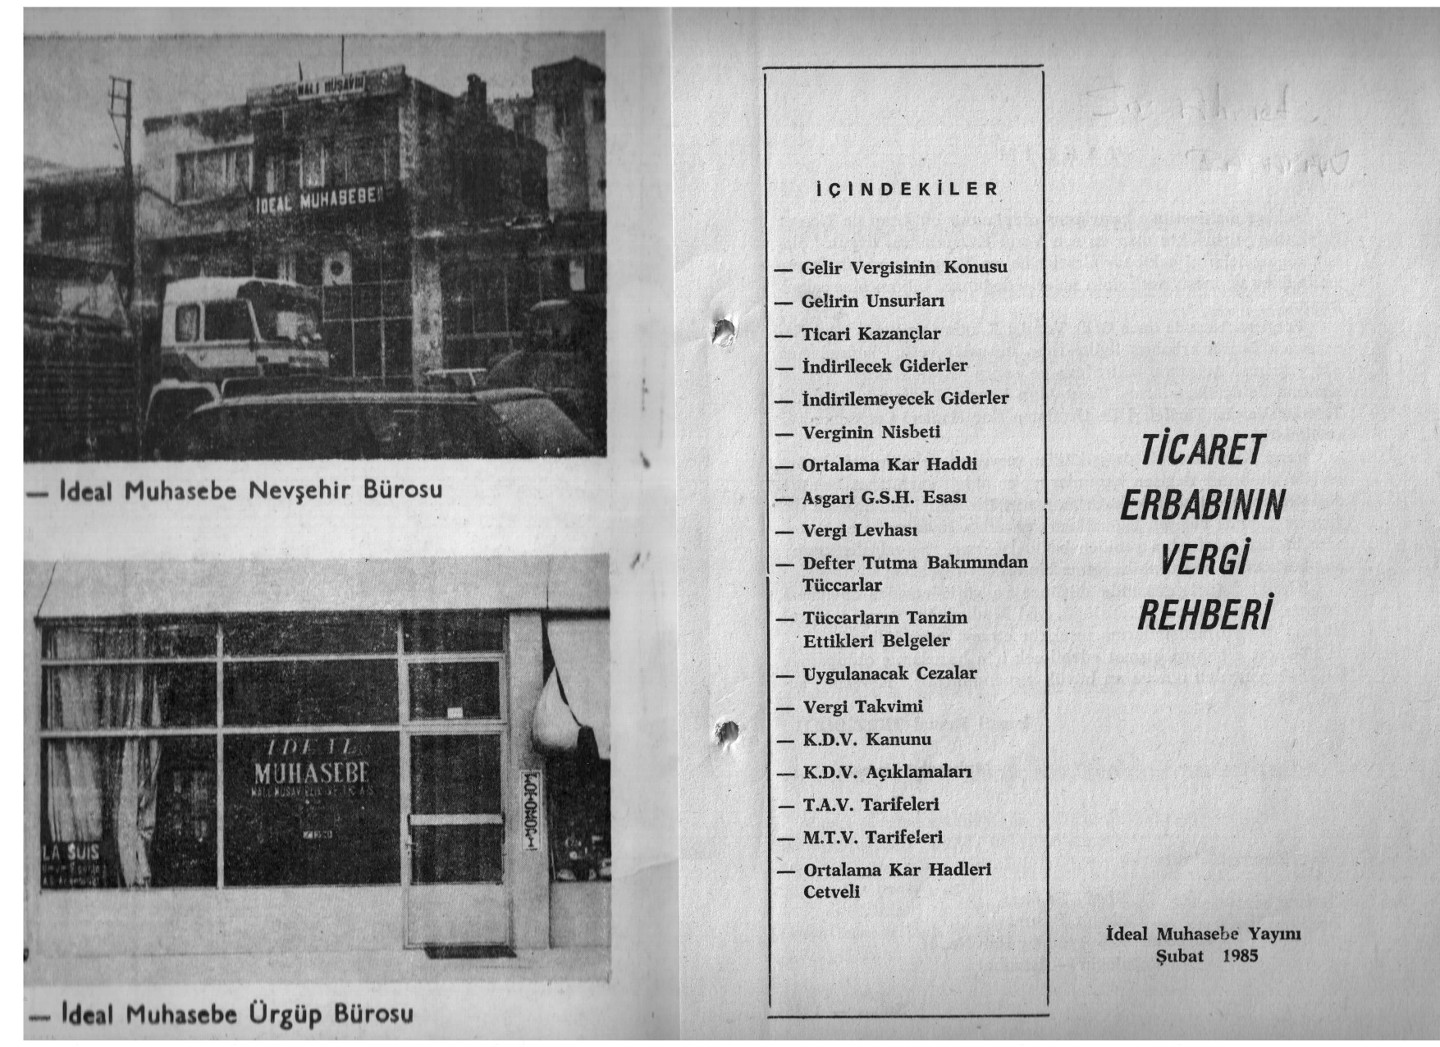 MALİ MÜŞAVİR
İDEAL MUHASEBE
— İdeal Muhasebe Nevşehir Bürosu
MUHASEBE
LA SUIS
— İdeal Muhasebe Ürgüp Bürosu
İÇİNDEKİLER
— Gelir Vergisinin Konusu
— Gelirin Unsurları
— Ticari Kazançlar
— İndirilecek Giderler
— İndirilemeyecek Giderler
— Verginin Nisbeti
— Ortalama Kar Haddi
— Asgari G.S.H. Esası
— Vergi Levhası
— Defter Tutma Bakımından
Tüccarlar
— Tüccarların Tanzim
Ettikleri Belgeler
— Uygulanacak Cezalar
— Vergi Takvimi
— K.D.V. Kanunu
— K.D.V. Açıklamaları
— T.A.V. Tarifeleri
— M.T.V. Tarifeleri
— Ortalama Kar Hadleri
Cetveli
TİCARET
ERBABININ
VERGİ
REHBERİ
İdeal Muhasebe Yayını
Şubat 1985